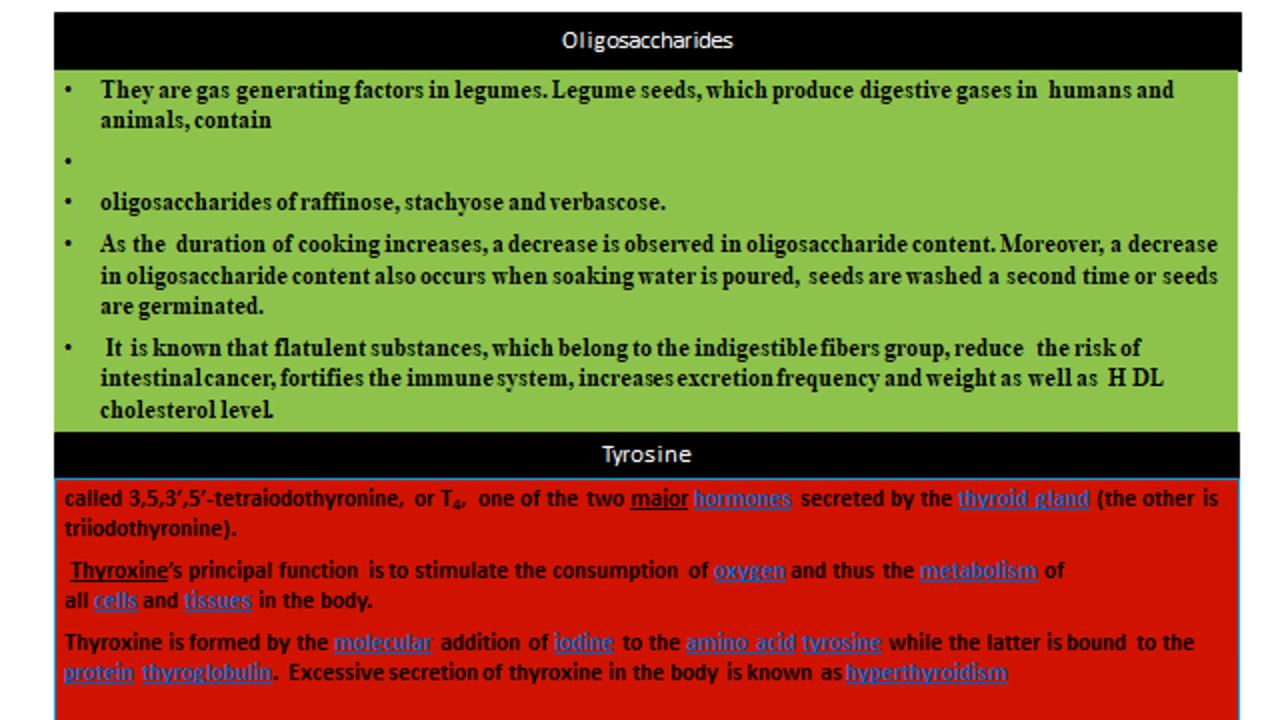 Oligosaccharides
• They are gas generating factors in legumes. Legume seeds, which produce digestive gases in humans and
animals, contain
•
• oligosaccharides of raffinose, stachyose and verbascose.
• As the duration of cooking increases, a decrease is observed in oligosaccharide content. Moreover, a decrease
in oligosaccharide content also occurs when soaking water is poured, seeds are washed a second time or seeds
are germinated.
• It is known that flatulent substances, which belong to the indigestible fibers group, reduce the risk of
intestinal cancer, fortifies the immune system, increases excretion frequency and weight as well as H DL
cholesterol level.
Tyrosine
called 3,5,3′,5′-tetraiodothyronine, or T₄, one of the two major hormones secreted by the thyroid gland (the other is
triiodothyronine).
Thyroxine’s principal function is to stimulate the consumption of oxygen and thus the metabolism of
all cells and tissues in the body.
Thyroxine is formed by the molecular addition of iodine to the amino acid tyrosine while the latter is bound to the
protein thyroglobulin. Excessive secretion of thyroxine in the body is known as hyperthyroidism